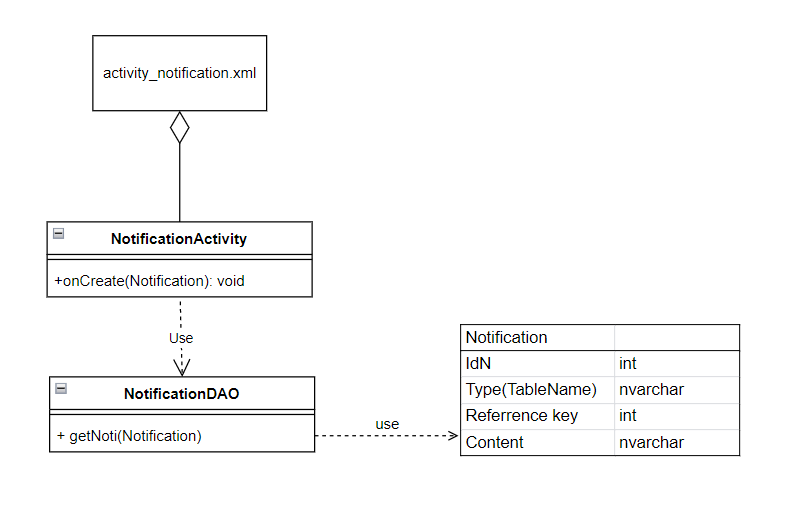 activity_notification.xml
NotificationActivity
+onCreate(Notification): void
Use
NotificationDAO
+ getNoti(Notification)
use
Notification
IdN int
Type(TableName) nvarchar
Referrence key int
Content nvarchar